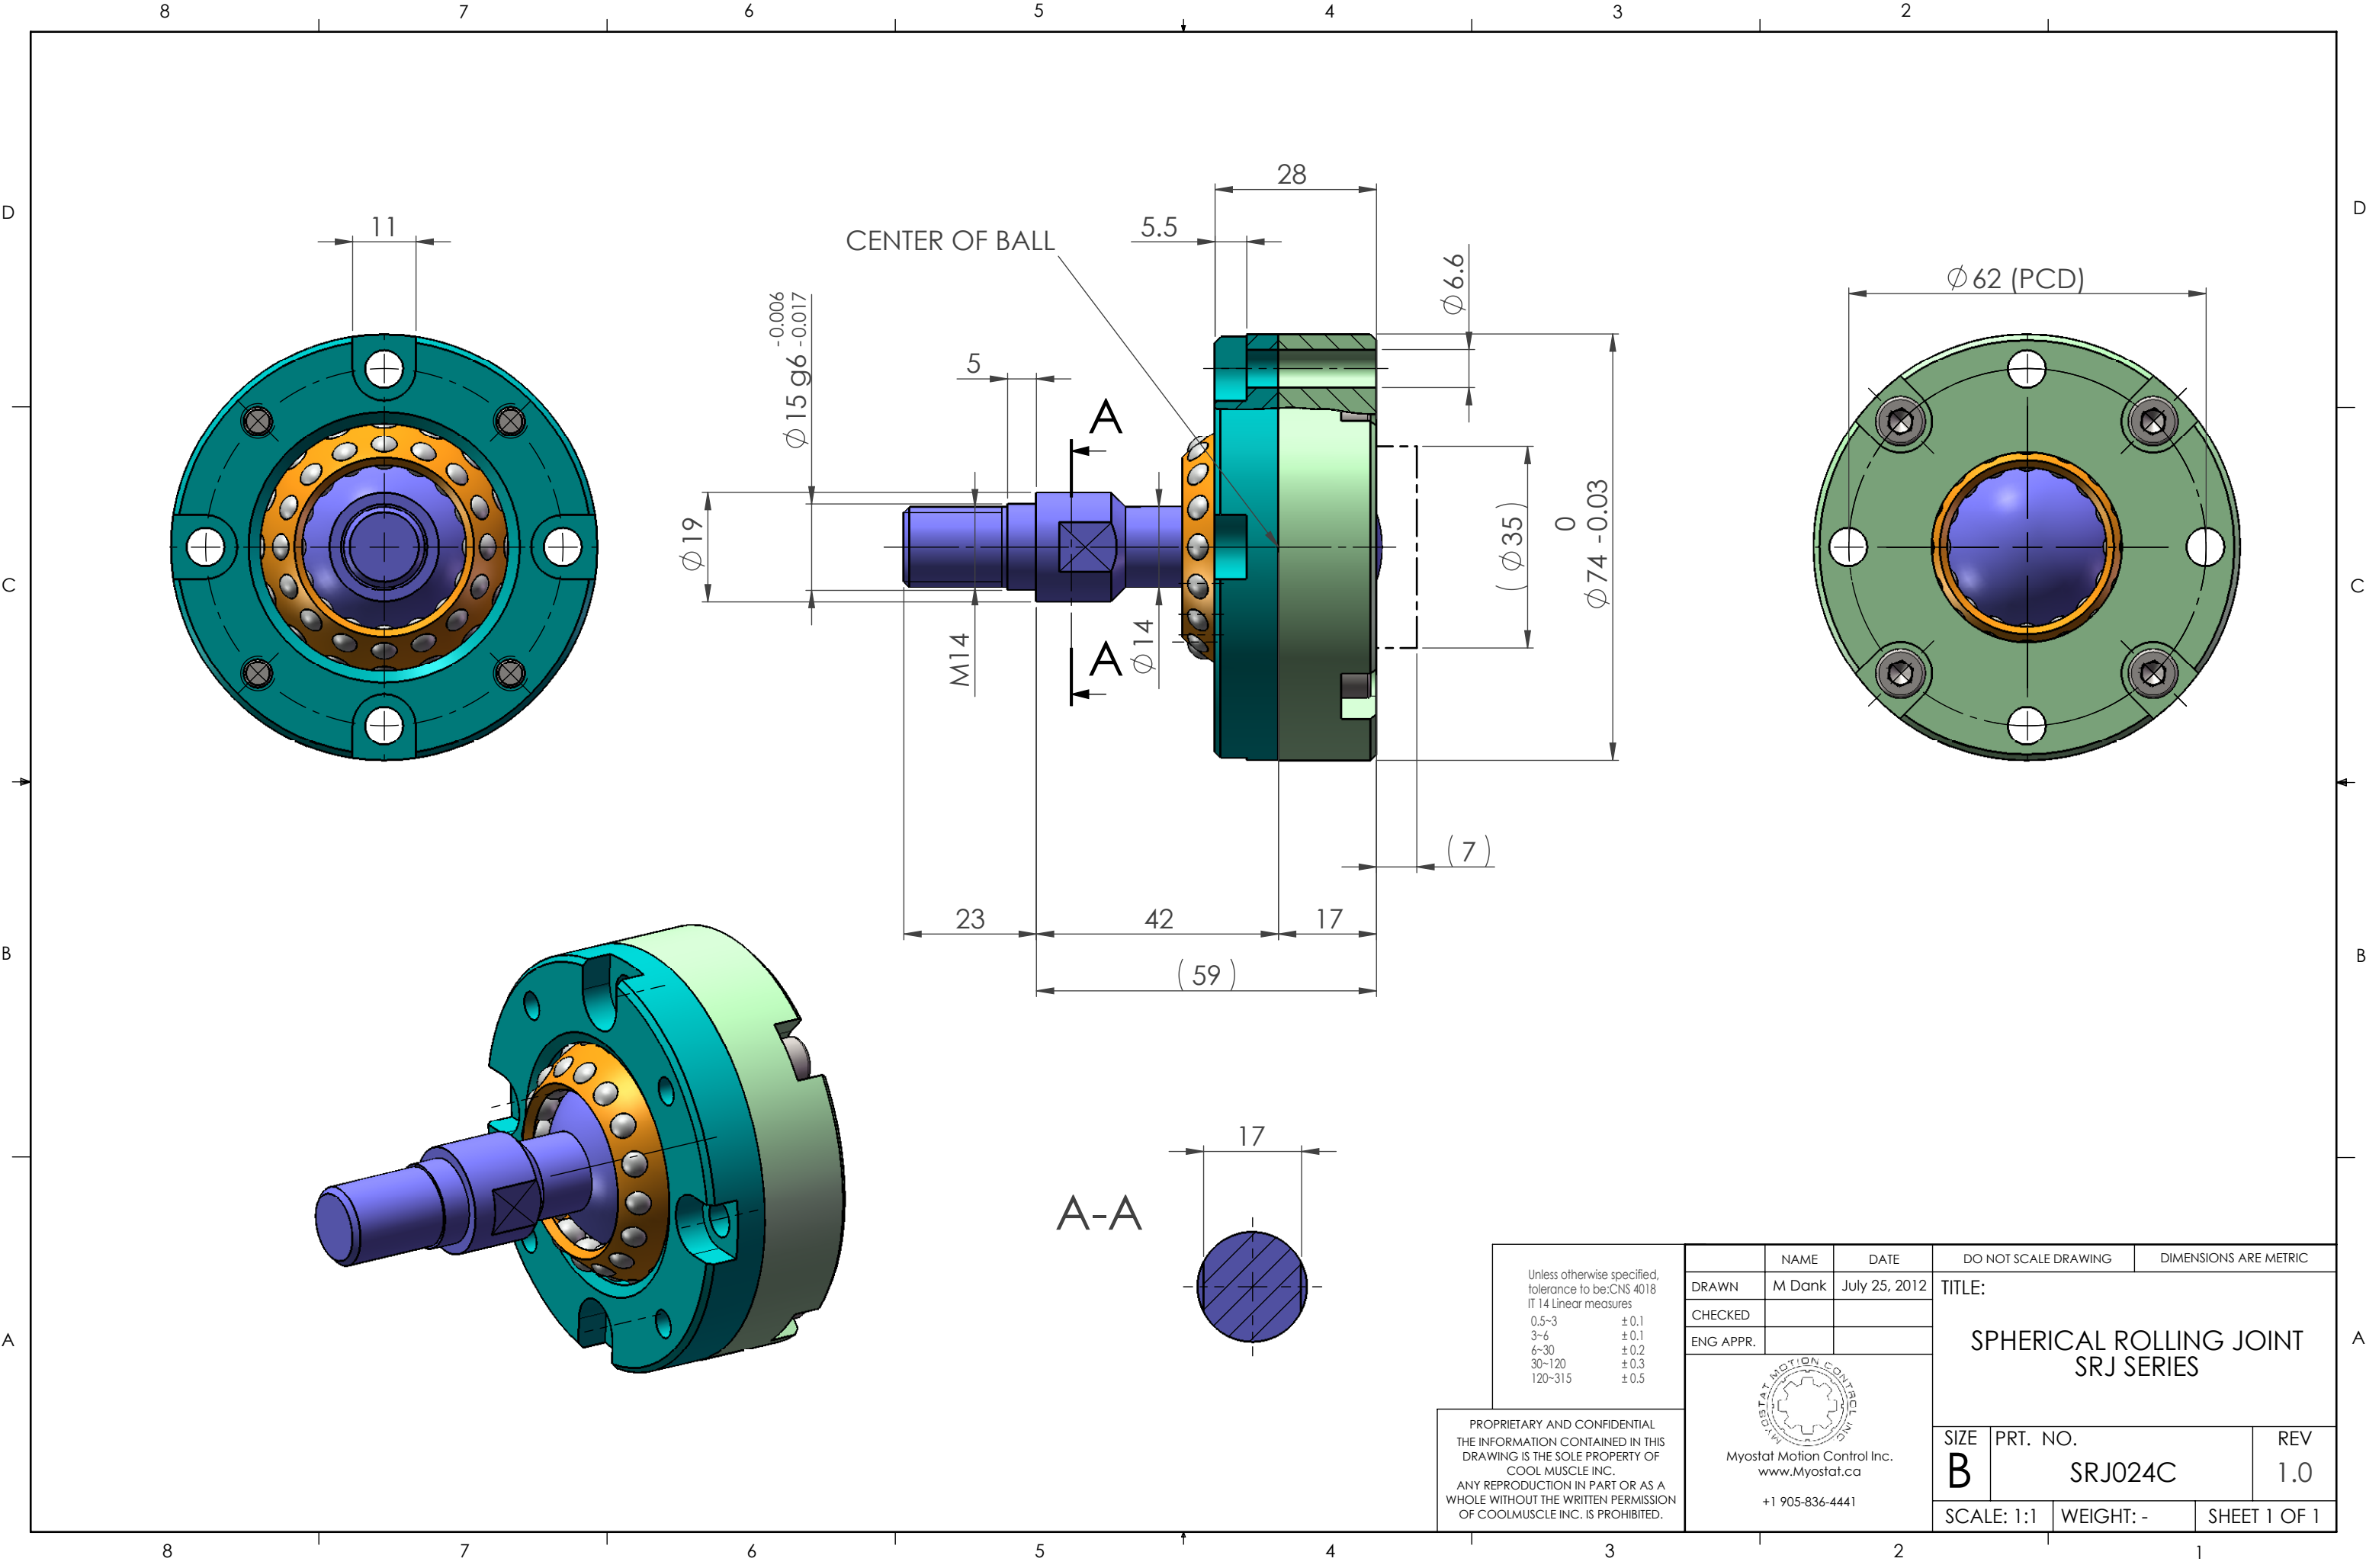 8 7 6 5 4 3 2
D
D
C
C
B
B
A
A
8 7 6 5 4 3 2 1
11
CENTER OF BALL
28
5.5
∅6.6
∅15 g6 -0.006 -0.017
5
A
A
∅19
M14
∅14
(∅35)
∅74 0 -0.03
(7)
23
42
17
(59)
∅62 (PCD)
17
A-A
Unless otherwise specified,
tolerance to be:CNS 4018
IT 14 Linear measures
0.5~3 ±0.1
3~6 ±0.1
6~30 ±0.2
30~120 ±0.3
120~315 ±0.5
PROPRIETARY AND CONFIDENTIAL
THE INFORMATION CONTAINED IN THIS
DRAWING IS THE SOLE PROPERTY OF
COOL MUSCLE INC.
ANY REPRODUCTION IN PART OR AS A
WHOLE WITHOUT THE WRITTEN PERMISSION
OF COOLMUSCLE INC. IS PROHIBITED.
NAME DATE
DRAWN M Dank July 25, 2012
CHECKED
ENG APPR.
MYOSTAT MOTION CONTROL INC
Myostat Motion Control Inc.
www.Myostat.ca
+1 905-836-4441
DO NOT SCALE DRAWING DIMENSIONS ARE METRIC
TITLE:
SPHERICAL ROLLING JOINT
SRJ SERIES
SIZE PRT. NO. REV
B SRJ024C 1.0
SCALE: 1:1 WEIGHT: - SHEET 1 OF 1